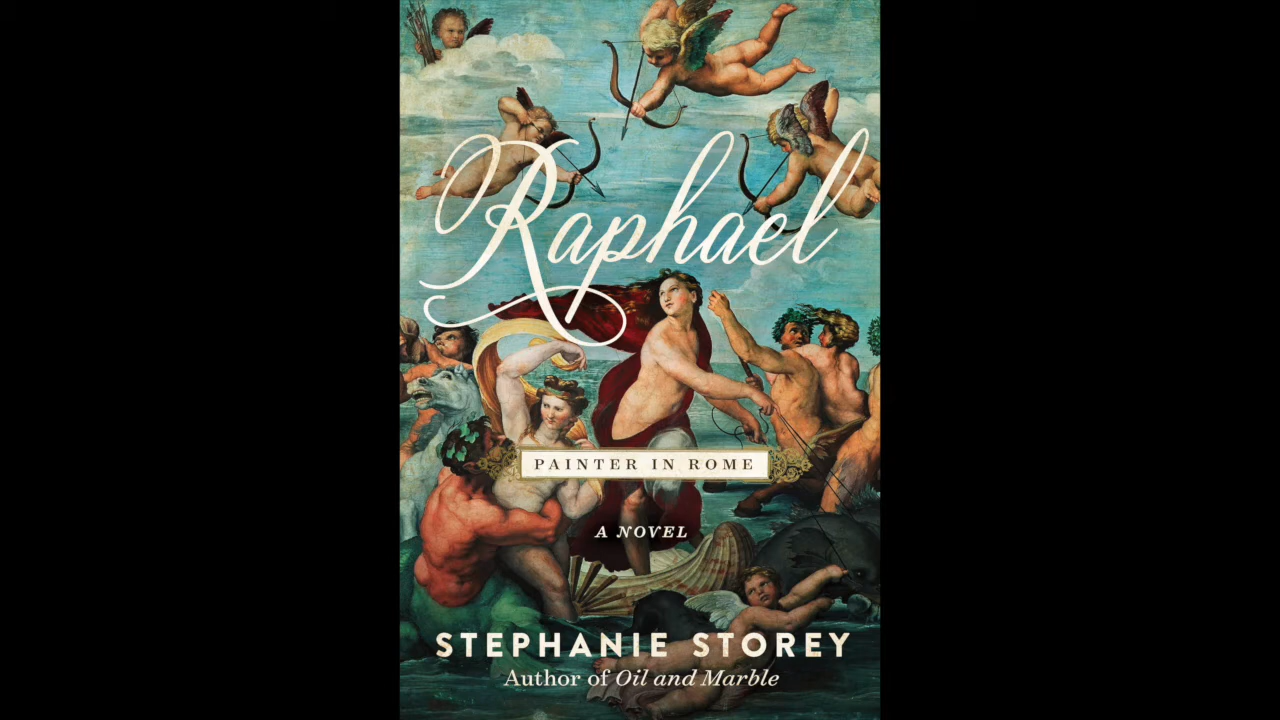 Raphael
PAINTER IN ROME
A NOVEL
STEPHANIE STOREY
Author of Oil and Marble